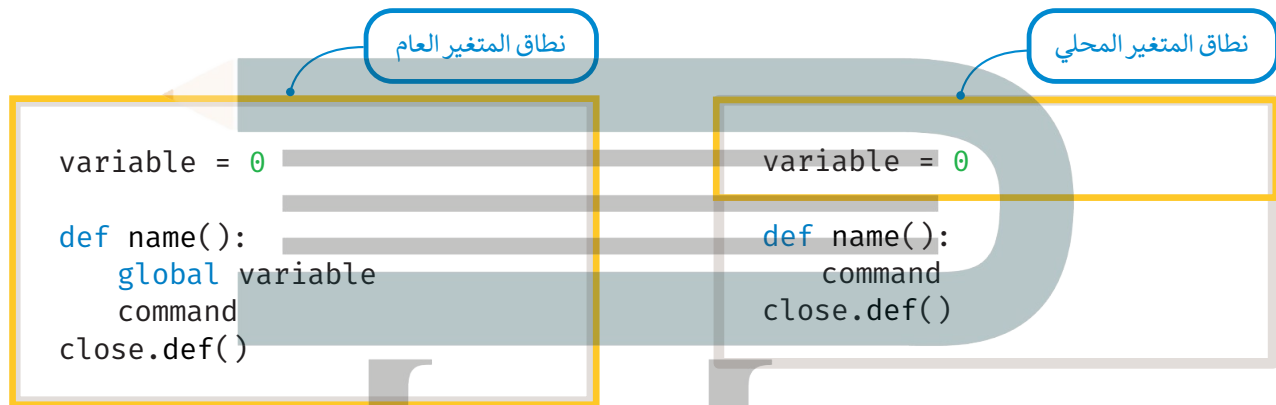 نطاق المتغير المحلي
variable = 0
def name():
    command
close.def()
نطاق المتغير العام
variable = 0
def name():
    global variable
    command
close.def()